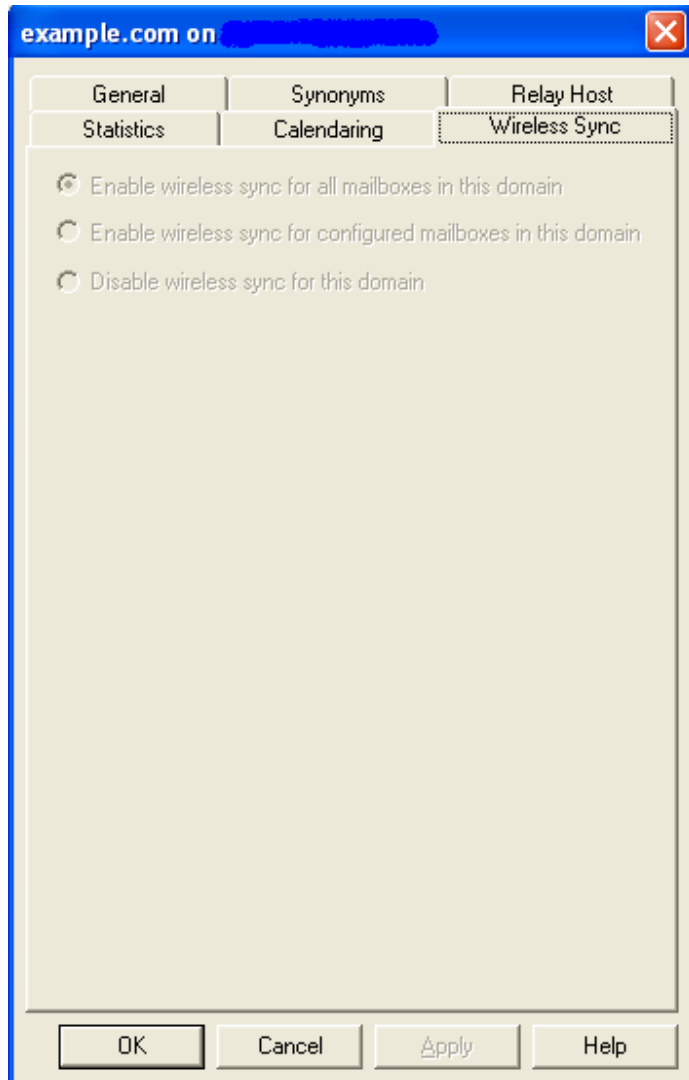 example.com on
General Synonyms Relay Host
Statistics Calendaring Wireless Sync
Enable wireless sync for all mailboxes in this domain
Enable wireless sync for configured mailboxes in this domain
Disable wireless sync for this domain
OK Cancel Apply Help